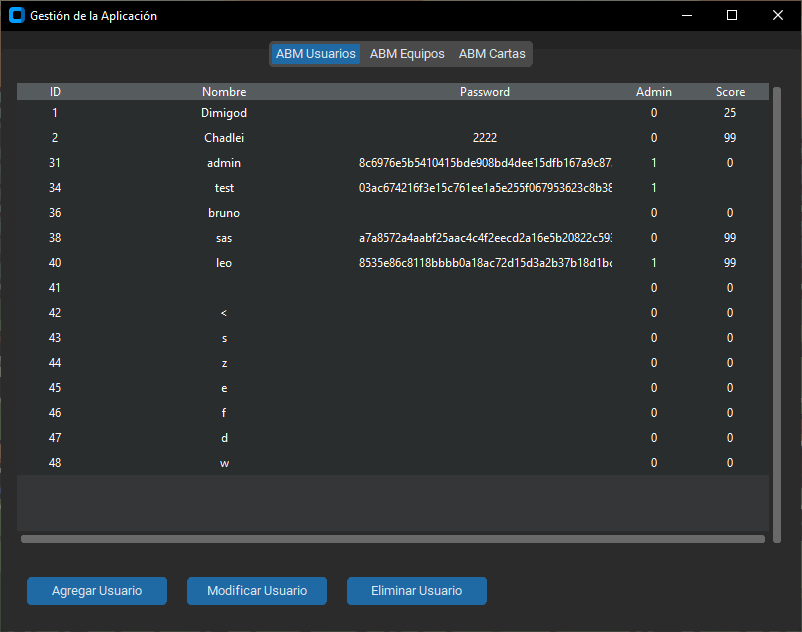 Gestión de la Aplicación
ABM Usuarios ABM Equipos ABM Cartas
ID Nombre Password Admin Score
1 Dimigod 0 25
2 Chadlei 2222 0 99
31 admin 8c6976e5b5410415bde908bd4dee15dfb167a9c87 1 0
34 test 03ac674216f3e15c761ee1a5e255f067953623c8b38 1
36 bruno 0 0
38 sas a7a8572a4aabf25aac4c4f2eecd2a16e5b20822c59 0 99
40 leo 8535e86c8118bbbb0a18ac72d15d3a2b37b18d1b 1 99
41 0 0
42 < 0 0
43 s 0 0
44 z 0 0
45 e 0 0
46 f 0 0
47 d 0 0
48 w 0 0
Agregar Usuario Modificar Usuario Eliminar Usuario